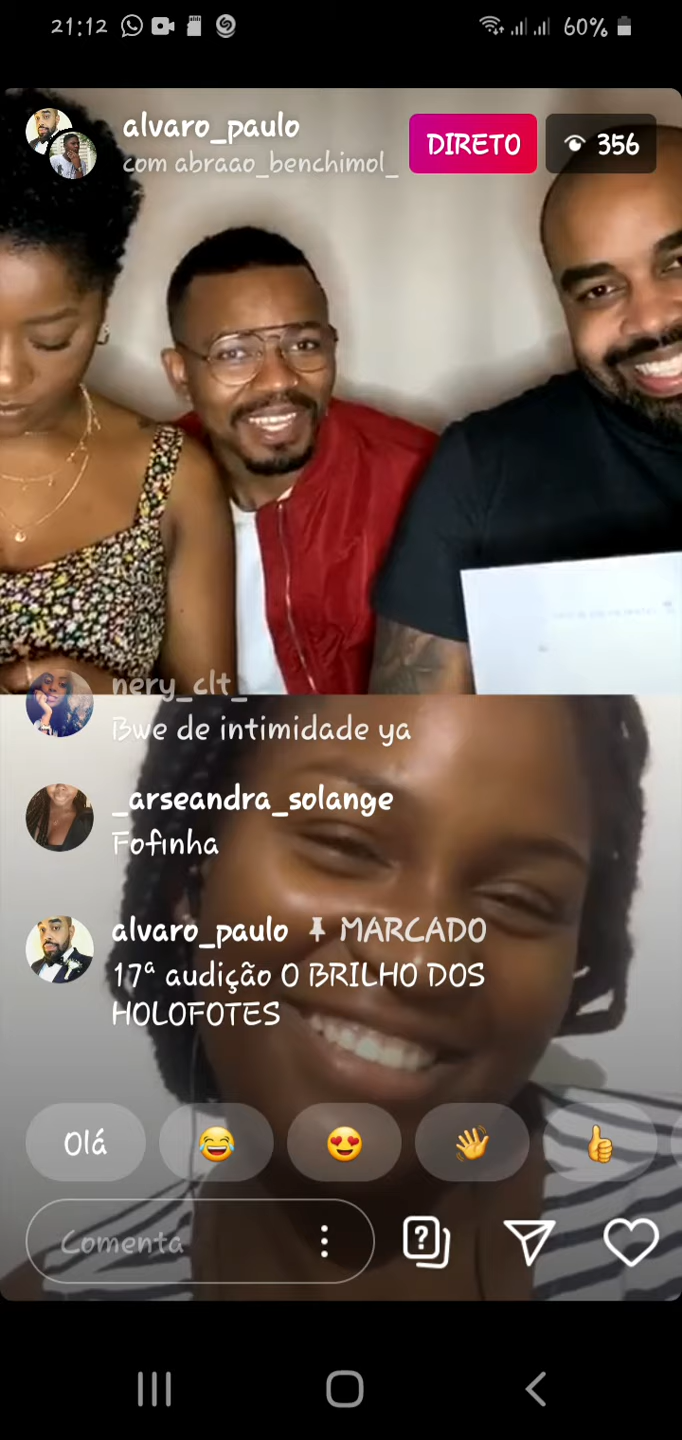 21:12
60%
alvaro_paulo
com abraao_benchimol_
DIRETO
356
nery_clt_
Bwe de intimidade ya
_arseandra_solange
Fofinha
alvaro_paulo MARCADO
17ª audição O BRILHO DOS
HOLOFOTES
Olá
Comenta